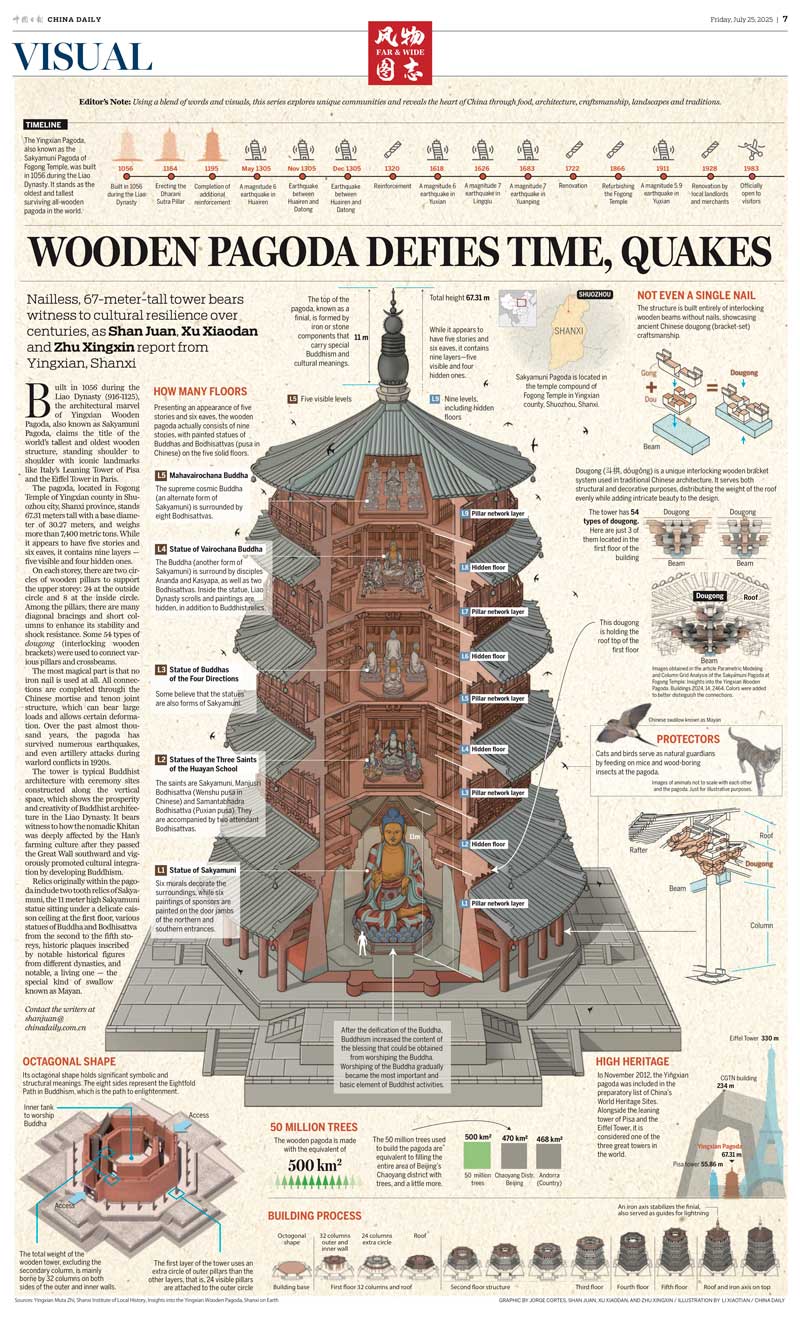 中国日报 CHINA DAILY
Friday, July 25, 2025 | 7
VISUAL
风物
FAR & WIDE
图志
Editor's Note: Using a blend of words and visuals, this series explores unique communities and reveals the heart of China through food, architecture, craftsmanship, landscapes and traditions.
TIMELINE
The Yingxian Pagoda,
also known as the
Sakyamuni Pagoda of
Fogong Temple, was built
in 1056 during the Liao
Dynasty. It stands as the
oldest and tallest
surviving all-wooden
pagoda in the world.
1056
Built in 1056
during the Liao
Dynasty
1164
Erecting the
Dharani
Sutra Pillar
1195
Completion of
additional
reinforcement
May 1305
A magnitude 6
earthquake in
Huairen
Nov 1305
Earthquake
between
Huairen and
Datong
Dec 1305
Earthquake
between
Huairen and
Datong
1320
Reinforcement
1618
A magnitude 6
earthquake in
Yuxian
1626
A magnitude 7
earthquake in
Lingqiu
1683
A magnitude 7
earthquake in
Yuanping
1722
Renovation
1866
Refurbishing
the Fogong
Temple
1911
A magnitude 5.9
earthquake in
Yuxian
1928
Renovation by
local landlords
and merchants
1983
Officially
open to
visitors
WOODEN PAGODA DEFIES TIME, QUAKES
Nailless, 67-meter-tall tower bears
witness to cultural resilience over
centuries, as Shan Juan, Xu Xiaodan
and Zhu Xingxin report from
Yingxian, Shanxi
Built in 1056 during the
Liao Dynasty (916-1125),
the architectural marvel
of Yingxian Wooden
Pagoda, also known as Sakyamuni
Pagoda, claims the title of the
world's tallest and oldest wooden
structure, standing shoulder to
shoulder with iconic landmarks
like Italy's Leaning Tower of Pisa
and the Eiffel Tower in Paris.
The pagoda, located in Fogong
Temple of Yingxian county in Shu-
ozhou city, Shanxi province, stands
67.31 meters tall with a base diame-
ter of 30.27 meters, and weighs
more than 7,400 metric tons. While
it appears to have five stories and
six eaves, it contains nine layers —
five visible and four hidden ones.
On each storey, there are two cir-
cles of wooden pillars to support
the upper storey: 24 at the outside
circle and 8 at the inside circle.
Among the pillars, there are many
diagonal bracings and short col-
umns to enhance its stability and
shock resistance. Some 54 types of
dougong (interlocking wooden
brackets) were used to connect var-
ious pillars and crossbeams.
The most magical part is that no
iron nail is used at all. All connec-
tions are completed through the
Chinese mortise and tenon joint
structure, which can bear large
loads and allows certain deforma-
tion. Over the past almost thou-
sand years, the pagoda has
survived numerous earthquakes,
and even artillery attacks during
warlord conflicts in 1920s.
The tower is typical Buddhist
architecture with ceremony sites
constructed along the vertical
space, which shows the prosperity
and creativity of Buddhist architec-
ture in the Liao Dynasty. It bears
witness to how the nomadic Khitan
was deeply affected by the Han's
farming culture after they passed
the Great Wall southward and vig-
orously promoted cultural integra-
tion by developing Buddhism.
Relics originally within the pago-
da include two tooth relics of Sakya-
muni, the 11 meter high Sakyamuni
statue sitting under a delicate cais-
son ceiling at the first floor, various
statues of Buddha and Bodhisattva
from the second to the fifth sto-
reys, historic plaques inscribed
by notable historical figures
from different dynasties, and
notable, a living one — the
special kind of swallow
known as Mayan.
Contact the writers at
shanjuan@
chinadaily.com.cn
The top of the
pagoda, known as a
finial, is formed by
iron or stone
components that
carry special
Buddhism and
cultural meanings.
11 m
Total height 67.31 m
While it appears to
have five stories and
six eaves, it contains
nine layers—five
visible and four
hidden ones.
L5 Five visible levels
L9 Nine levels,
including hidden
floors
SHUOZHOU
SHANXI
Sakyamuni Pagoda is located in
the temple compound of
Fogong Temple in Yingxian
county, Shuozhou, Shanxi.
HOW MANY FLOORS
Presenting an appearance of five
stories and six eaves, the wooden
pagoda actually consists of nine
stories, with painted statues of
Buddhas and Bodhisattvas (pusa in
Chinese) on the five solid floors.
L5 Mahavairochana Buddha
The supreme cosmic Buddha
(an alternate form of
Sakyamuni) is surrounded by
eight Bodhisattvas.
L4 Statue of Vairochana Buddha
The Buddha (another form of
Sakyamuni) is surround by disciples
Ananda and Kasyapa, as well as two
Bodhisattvas. Inside the statue, Liao
Dynasty scrolls and paintings are
hidden, in addition to Buddhist relics.
L3 Statue of Buddhas
of the Four Directions
Some believe that the statues
are also forms of Sakyamuni.
L2 Statues of the Three Saints
of the Huayan School
The saints are Sakyamuni, Manjusri
Bodhisattva (Wenshu pusa in
Chinese) and Samantabhadra
Bodhisattva (Puxian pusa). They
are accompanied by two attendant
Bodhisattvas.
L1 Statue of Sakyamuni
Six murals decorate the
surroundings, while six
paintings of sponsors are
painted on the door jambs
of the northern and
southern entrances.
L9 Pillar network layer
L8 Hidden floor
L7 Pillar network layer
L6 Hidden floor
L5 Pillar network layer
L4 Hidden floor
L3 Pillar network layer
L2 Hidden floor
L1 Pillar network layer
11m
After the deification of the Buddha,
Buddhism increased the content of
the blessing that could be obtained
from worshiping the Buddha.
Worshiping of the Buddha gradually
became the most important and
basic element of Buddhist activities.
NOT EVEN A SINGLE NAIL
The structure is built entirely of interlocking
wooden beams without nails, showcasing
ancient Chinese dougong (bracket-set)
craftsmanship.
Gong
+
Dou
=
Dougong
Beam
Dougong (斗拱, dǒugǒng) is a unique interlocking wooden bracket
system used in traditional Chinese architecture. It serves both
structural and decorative purposes, distributing the weight of the roof
evenly while adding intricate beauty to the design.
The tower has 54
types of dougong.
Here are just 3 of
them located in the
first floor of the
building
Dougong
Beam
Dougong
Beam
Dougong
Roof
Beam
This dougong
is holding the
roof top of the
first floor
Images obtained in the article Parametric Modeling
and Column Grid Analysis of the Sakyamuni Pagoda at
Fogong Temple: Insights into the Yingxian Wooden
Pagoda. Buildings 2024, 14, 2464. Colors were added
to better distinguish the connections.
Chinese swallow known as Mayan
PROTECTORS
Cats and birds serve as natural guardians
by feeding on mice and wood-boring
insects at the pagoda.
Images of animals not to scale with each other
and the pagoda. Just for illustrative purposes.
Rafter
Roof
Dougong
Beam
Column
OCTAGONAL SHAPE
Its octagonal shape holds significant symbolic and
structural meanings. The eight sides represent the Eightfold
Path in Buddhism, which is the path to enlightenment.
Inner tank
to worship
Buddha
Access
Access
The total weight of the
wooden tower, excluding the
secondary column, is mainly
borne by 32 columns on both
sides of the outer and inner walls.
The first layer of the tower uses an
extra circle of outer pillars than the
other layers, that is, 24 visible pillars
are attached to the outer circle
50 MILLION TREES
The wooden pagoda is made
with the equivalent of
500 km²
The 50 million trees used
to build the pagoda are
equivalent to filling the
entire area of Beijing's
Chaoyang district with
trees, and a little more.
500 km²
50 million
trees
470 km²
Chaoyang Distr.
Beijing
468 km²
Andorra
(Country)
HIGH HERITAGE
In November 2012, the Yingxian
pagoda was included in the
preparatory list of China's
World Heritage Sites.
Alongside the leaning
tower of Pisa and the
Eiffel Tower, it is
considered one of the
three great towers in
the world.
Eiffel Tower 330 m
CGTN building
234 m
Yingxian Pagoda
67.31 m
Pisa tower 55.86 m
BUILDING PROCESS
Octagonal
shape
32 columns
outer and
inner wall
24 columns
extra circle
Roof
An iron axis stabilizes the finial,
also served as guides for lightning
Building base
First floor 32 columns and roof
Second floor structure
Third floor
Fourth floor
Fifth floor
Roof and iron axis on top
Sources: Yingxian Muta Zhi, Shanxi Institute of Local History, Insights into the Yingxian Wooden Pagoda, Shanxi on Earth
GRAPHIC BY JORGE CORTES, SHAN JUAN, XU XIAODAN, AND ZHU XINGXIN / ILLUSTRATION BY LI XIAOTIAN / CHINA DAILY